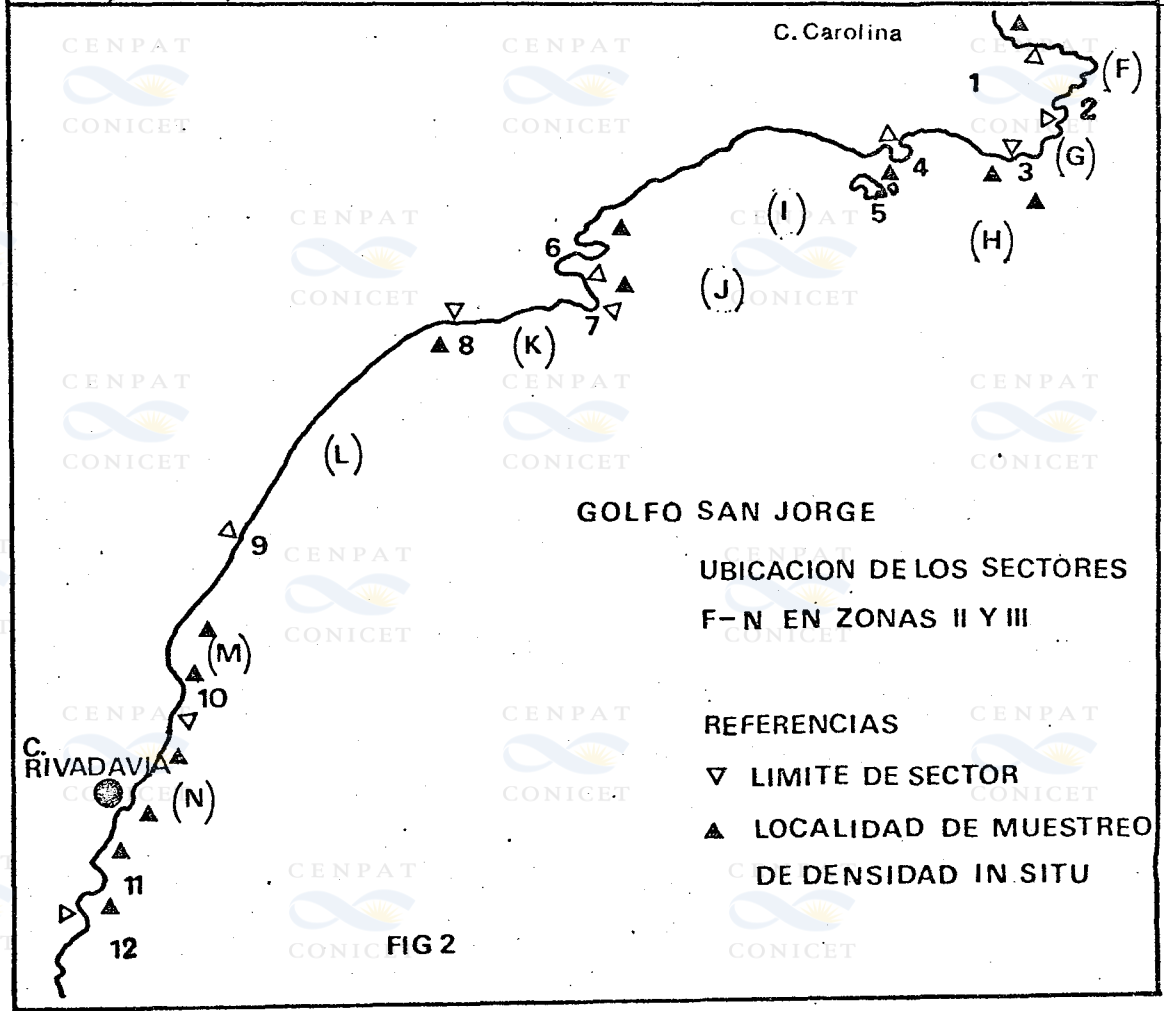 C. Carolina
(F)
1
2
(G)
3
4
5
(I)
(H)
6
(J)
7
8
(K)
(L)
9
GOLFO SAN JORGE
UBICACION DE LOS SECTORES
F-N EN ZONAS II Y III
(M)
10
REFERENCIAS
▽ LIMITE DE SECTOR
▲ LOCALIDAD DE MUESTREO
DE DENSIDAD IN SITU
C.
RIVADAVIA
(N)
11
12
FIG 2
CENPAT
CONICET